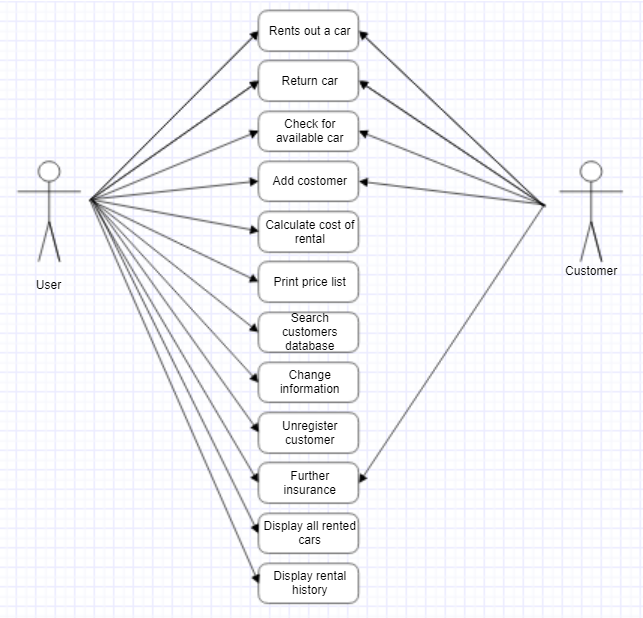 Rents out a car
Return car
Check for
available car
Add costomer
Calculate cost of
rental
Print price list
Search
customers
database
Change
information
Unregister
customer
Further
insurance
Display all rented
cars
Display rental
history
User
Customer